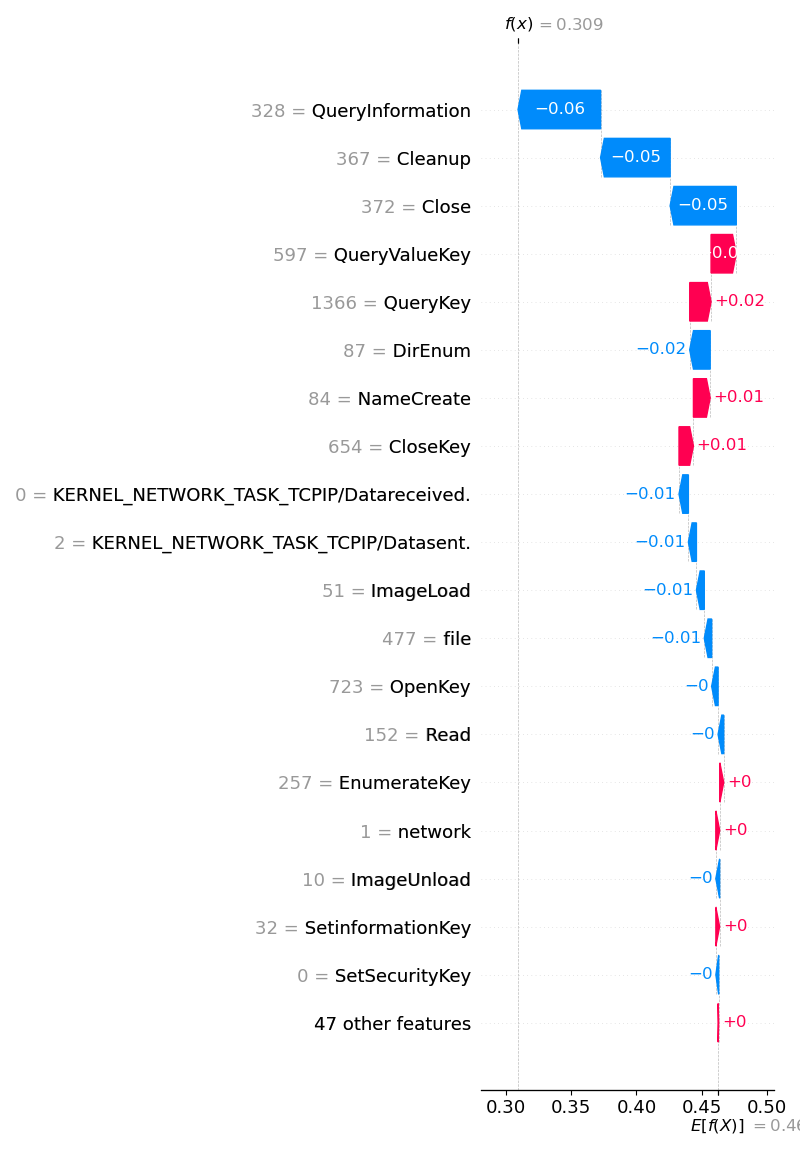 f(x) = 0.309
328 = QueryInformation −0.06
367 = Cleanup −0.05
372 = Close −0.05
597 = QueryValueKey
1366 = QueryKey +0.02
87 = DirEnum −0.02
84 = NameCreate +0.01
654 = CloseKey +0.01
0 = KERNEL_NETWORK_TASK_TCPIP/Datareceived. −0.01
2 = KERNEL_NETWORK_TASK_TCPIP/Datasent. −0.01
51 = ImageLoad −0.01
477 = file −0.01
723 = OpenKey −0
152 = Read −0
257 = EnumerateKey +0
1 = network +0
10 = ImageUnload −0
32 = SetinformationKey +0
0 = SetSecurityKey −0
47 other features +0
0.30 0.35 0.40 0.45 0.50
E[f(X)] = 0.46